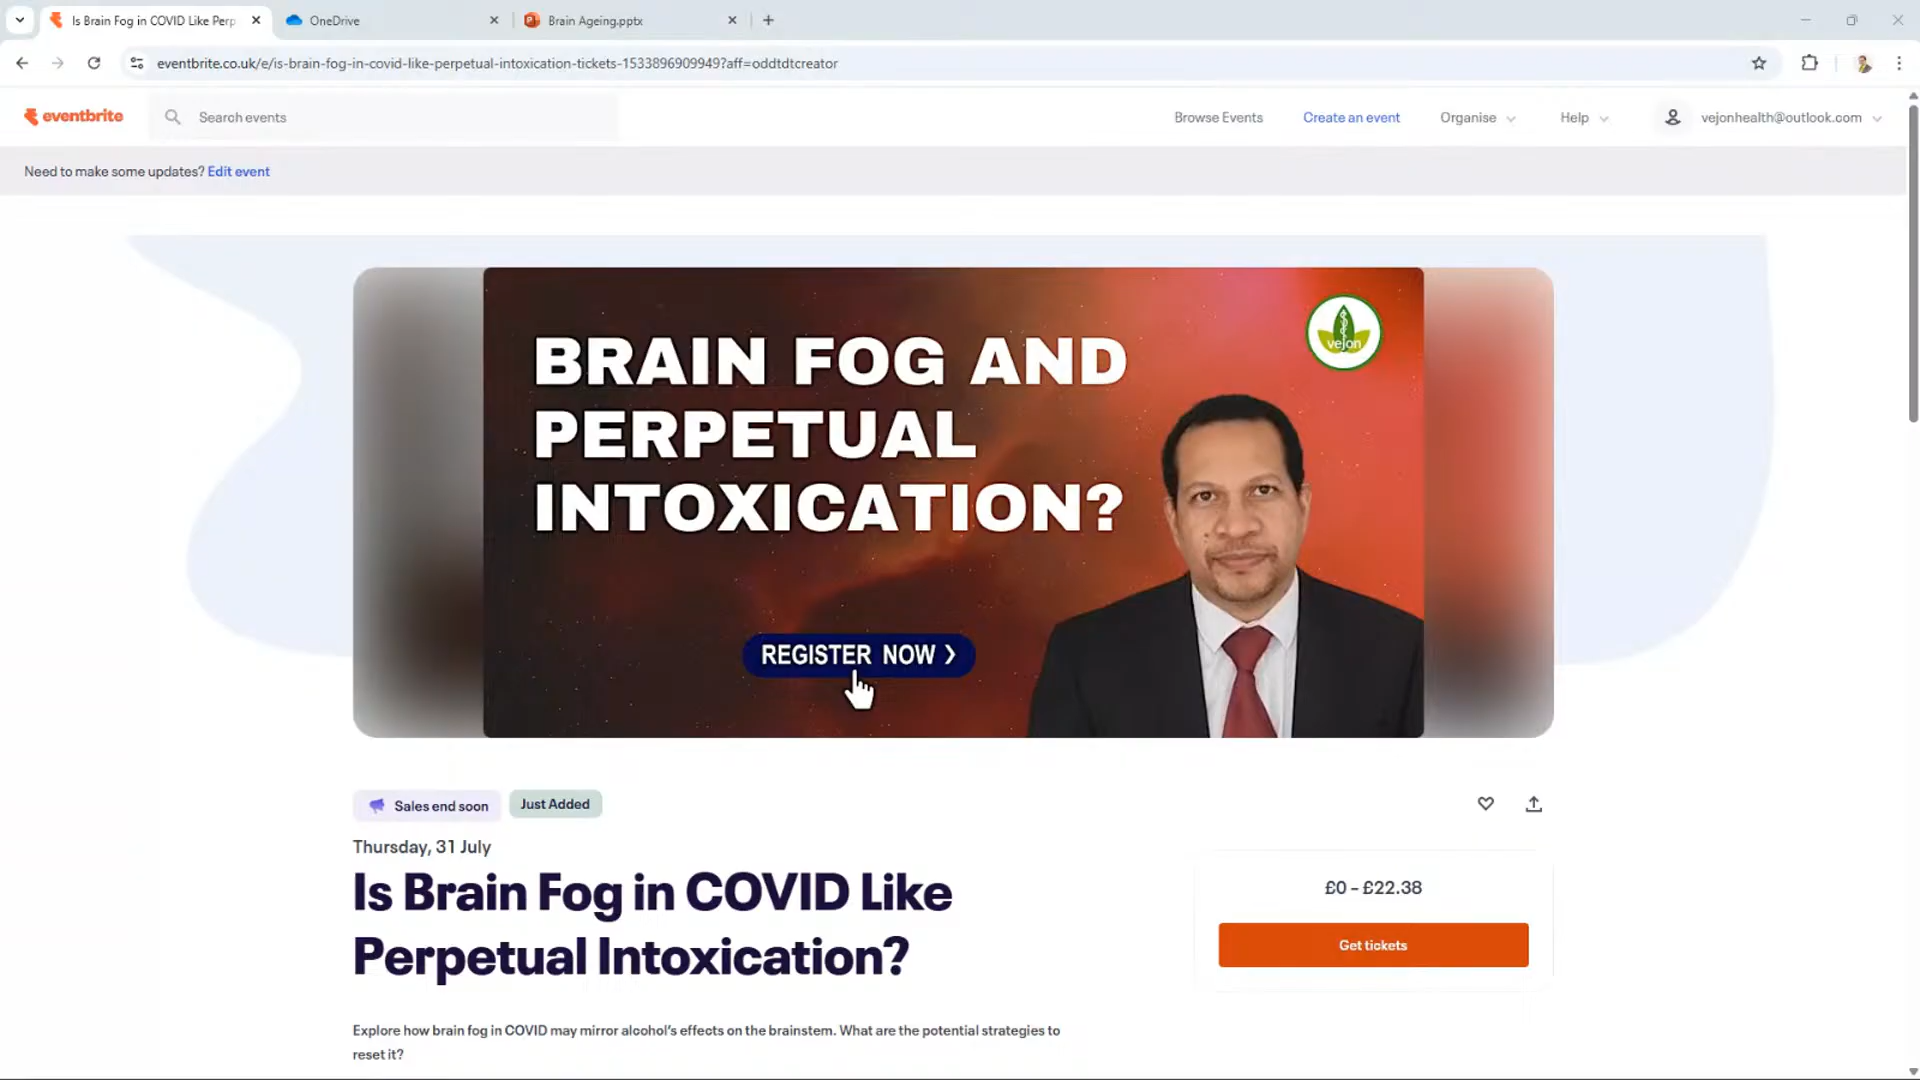 Is Brain Fog in COVID Like Perp
OneDrive
Brain Ageing.pptx
eventbrite.co.uk/e/is-brain-fog-in-covid-like-perpetual-intoxication-tickets-1533896909949?aff=oddtdtcreator
eventbrite
Search events
Browse Events
Create an event
Organise
Help
vejonhealth@outlook.com
Need to make some updates? Edit event
BRAIN FOG AND
PERPETUAL
INTOXICATION?
vejon
REGISTER NOW >
Sales end soon
Just Added
Thursday, 31 July
Is Brain Fog in COVID Like
Perpetual Intoxication?
£0 – £22.38
Get tickets
Explore how brain fog in COVID may mirror alcohol's effects on the brainstem. What are the potential strategies to
reset it?